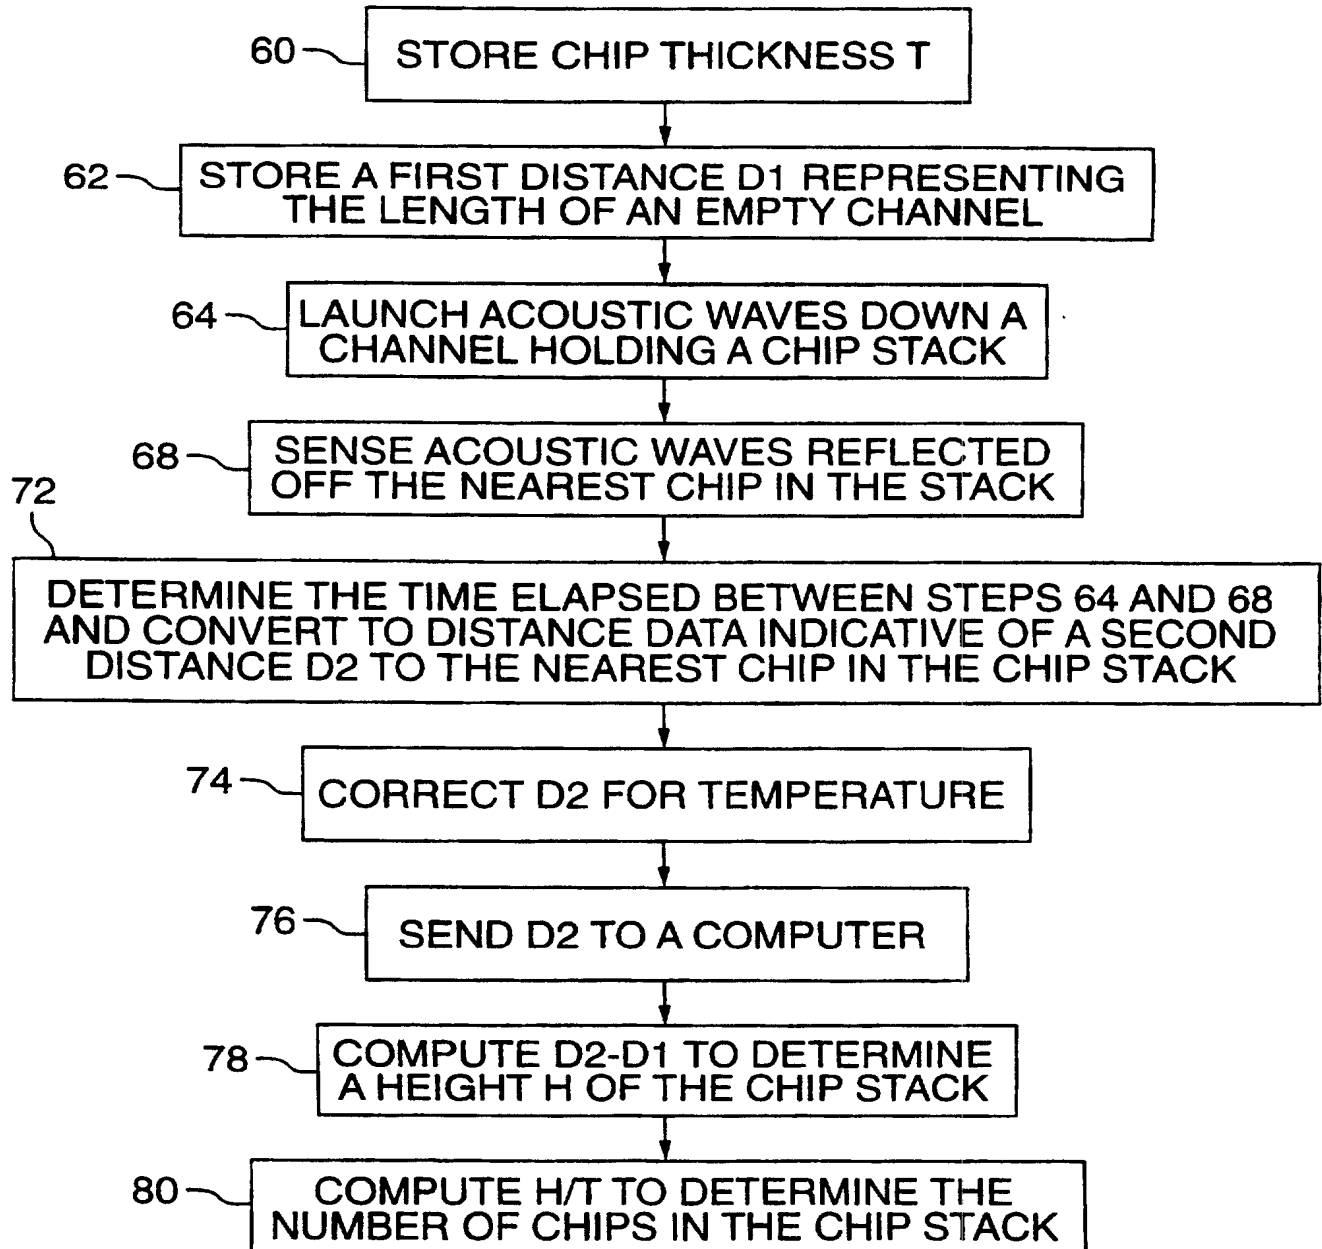 60
STORE CHIP THICKNESS T
62
STORE A FIRST DISTANCE D1 REPRESENTING
THE LENGTH OF AN EMPTY CHANNEL
64
LAUNCH ACOUSTIC WAVES DOWN A
CHANNEL HOLDING A CHIP STACK
68
SENSE ACOUSTIC WAVES REFLECTED
OFF THE NEAREST CHIP IN THE STACK
72
DETERMINE THE TIME ELAPSED BETWEEN STEPS 64 AND 68
AND CONVERT TO DISTANCE DATA INDICATIVE OF A SECOND
DISTANCE D2 TO THE NEAREST CHIP IN THE CHIP STACK
74
CORRECT D2 FOR TEMPERATURE
76
SEND D2 TO A COMPUTER
78
COMPUTE D2-D1 TO DETERMINE
A HEIGHT H OF THE CHIP STACK
80
COMPUTE H/T TO DETERMINE THE
NUMBER OF CHIPS IN THE CHIP STACK